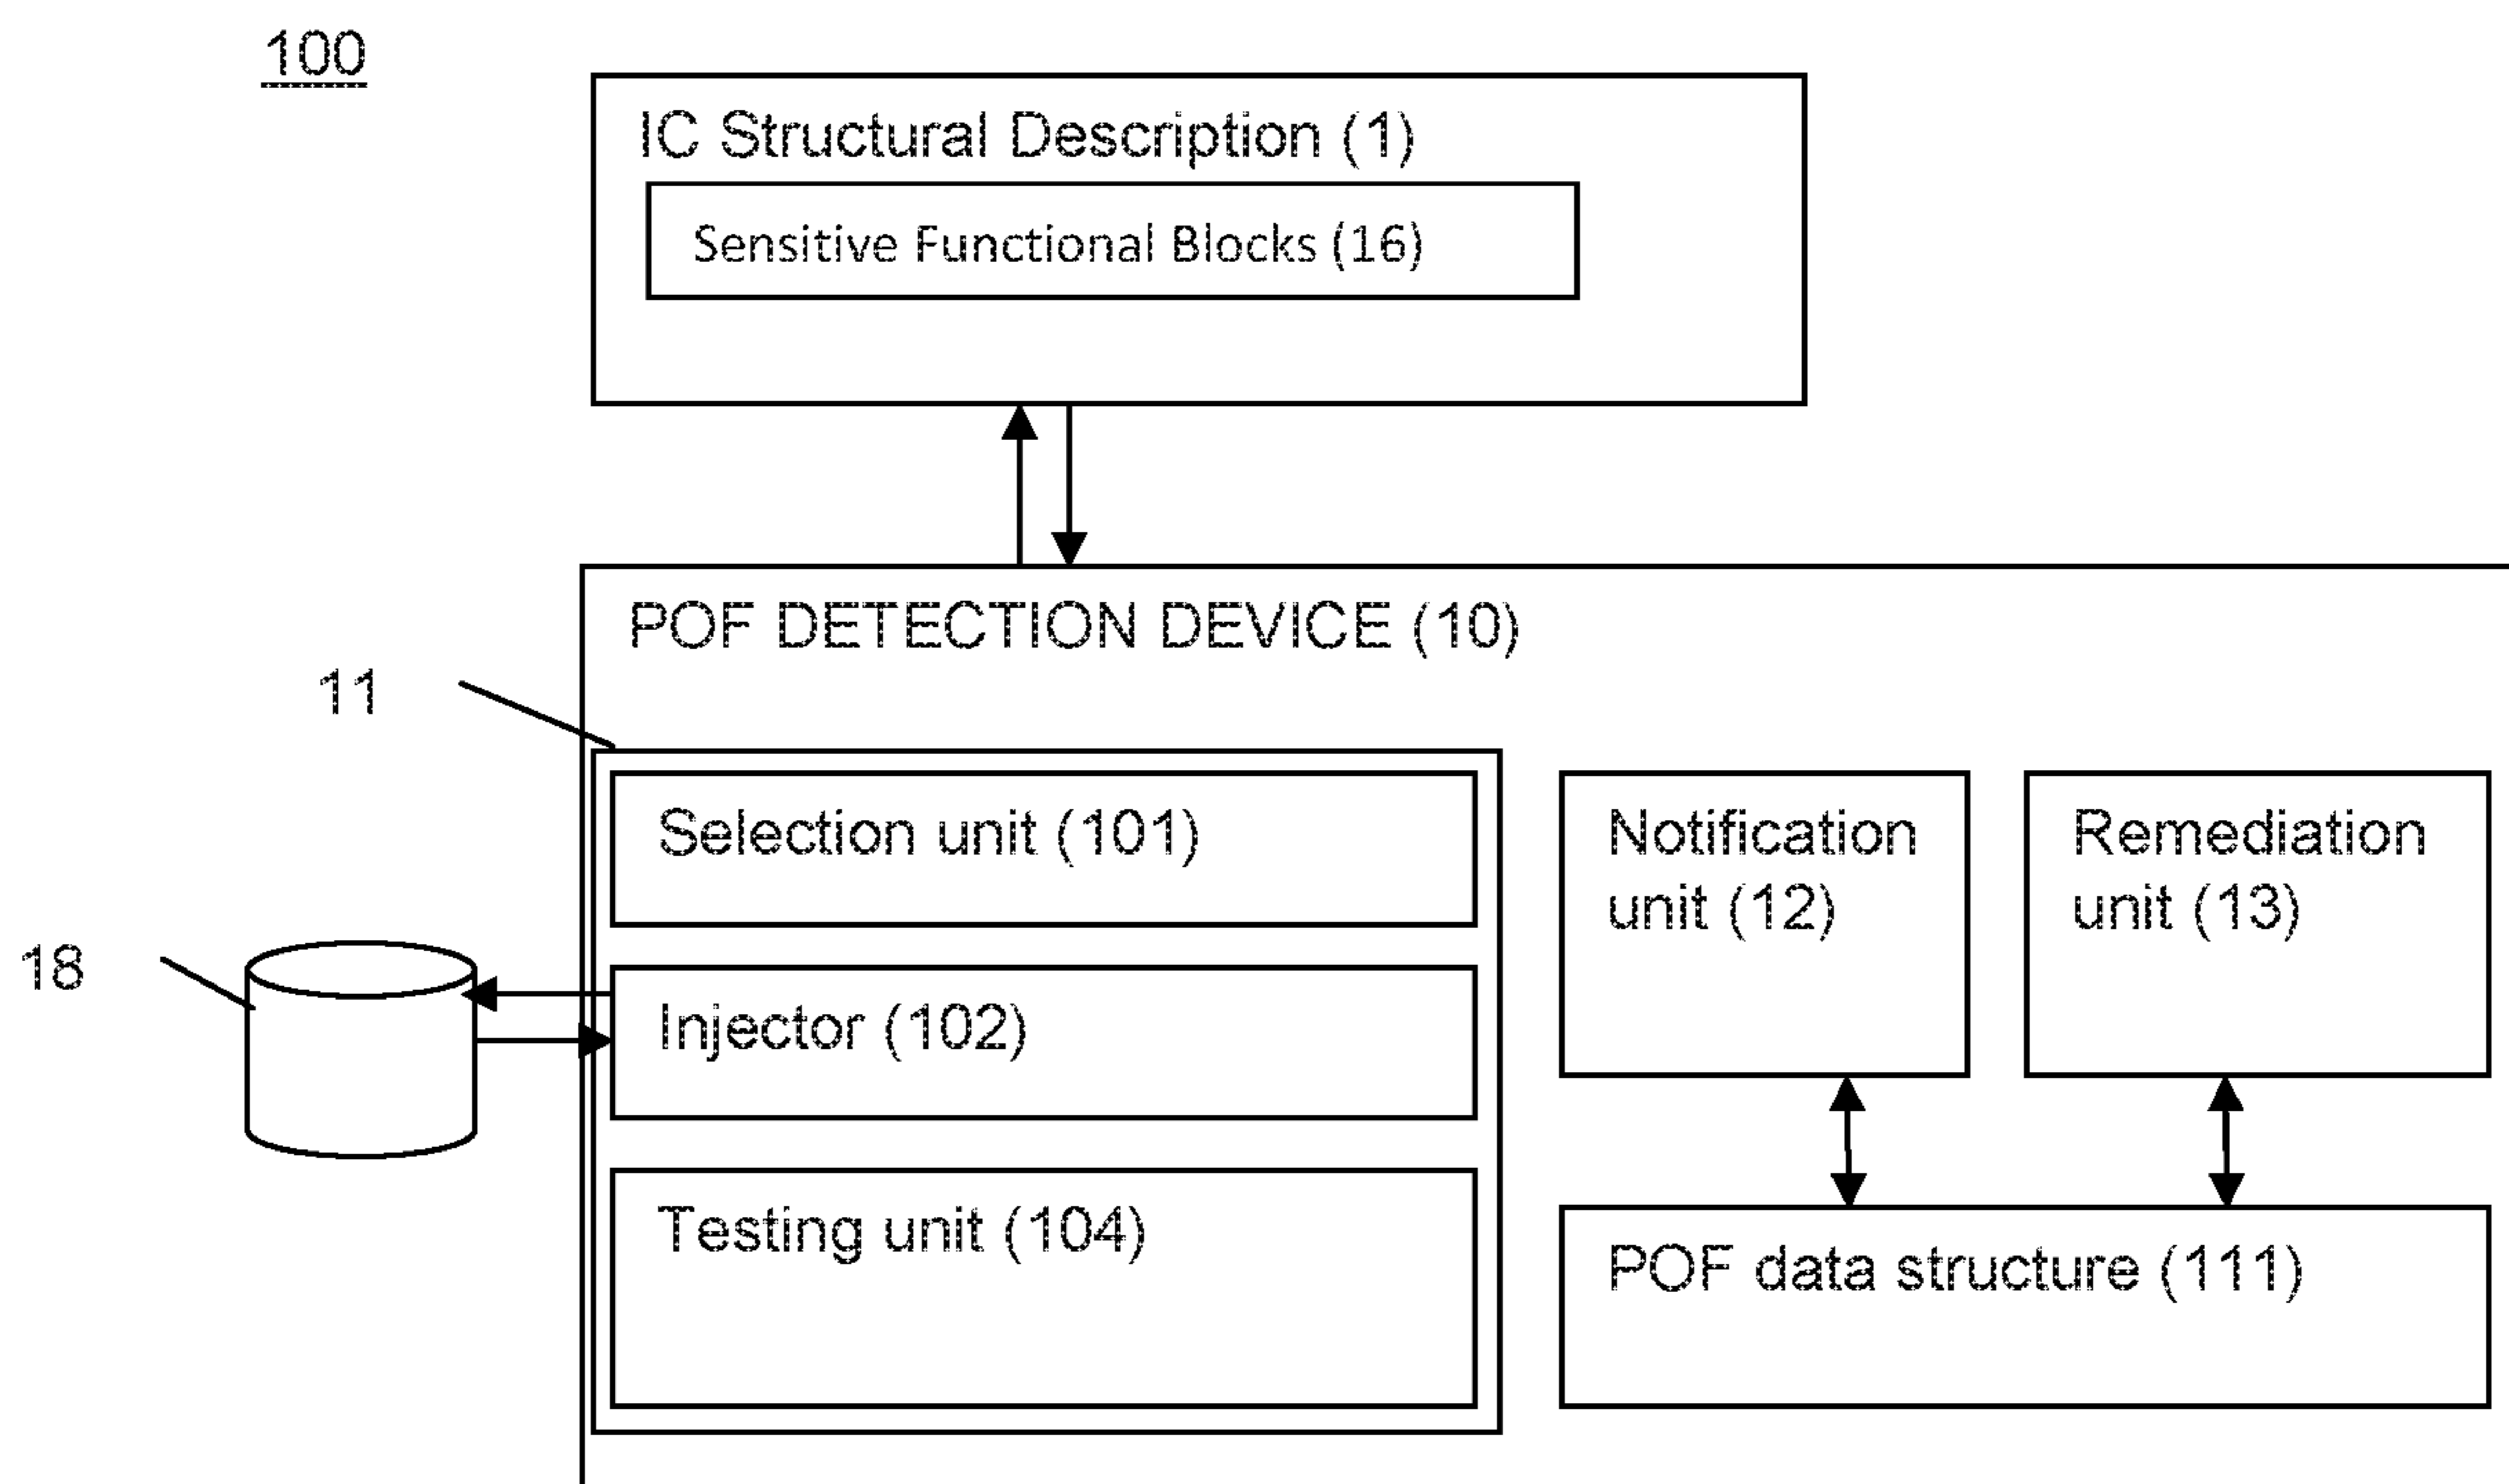 100
IC Structural Description (1)
Sensitive Functional Blocks (16)
POF DETECTION DEVICE (10)
11
Selection unit (101)
Notification
unit (12)
Remediation
unit (13)
18
Injector (102)
Testing unit (104)
POF data structure (111)